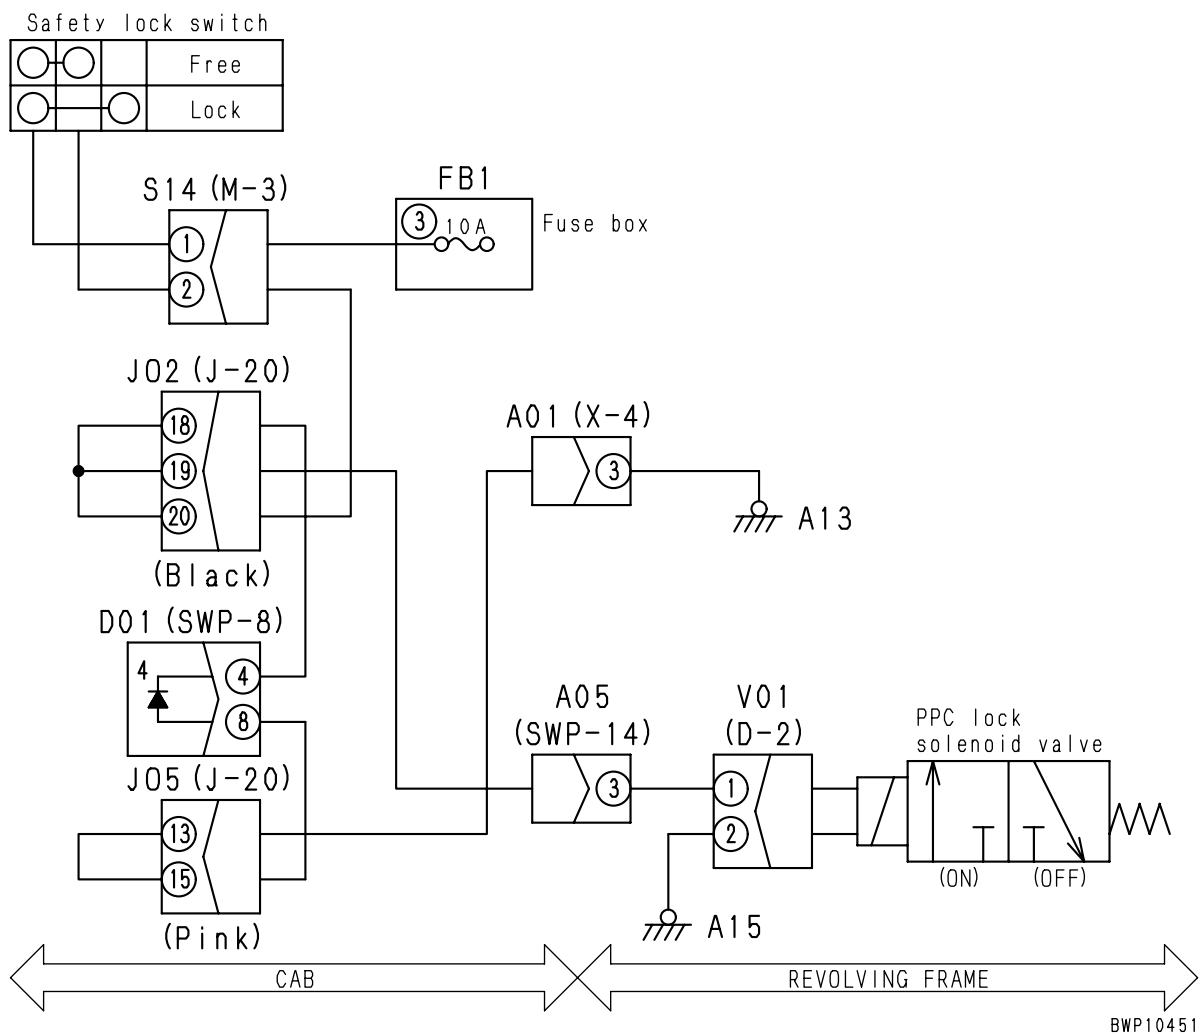 Safety lock switch
Free
Lock
S14 (M-3)
1
2
FB1
3
10A
Fuse box
J02 (J-20)
18
19
20
(Black)
A01 (X-4)
3
A13
D01 (SWP-8)
4
4
8
J05 (J-20)
13
15
(Pink)
A05
(SWP-14)
3
V01
(D-2)
1
2
A15
PPC lock
solenoid valve
(ON)
(OFF)
CAB
REVOLVING FRAME
BWP10451